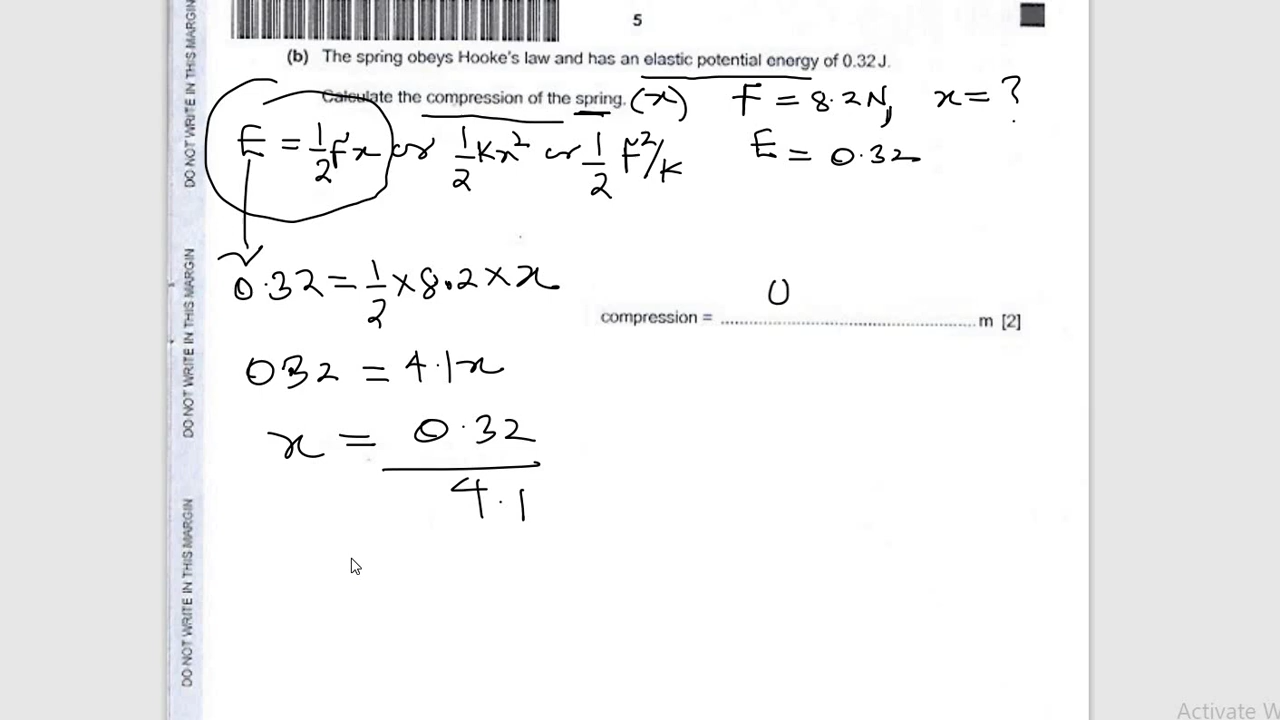 5
(b) The spring obeys Hooke's law and has an elastic potential energy of 0.32 J.
Calculate the compression of the spring. (x) F = 8.2N, x = ?
E = 1/2 Fx or 1/2 Kx² or 1/2 F²/K E = 0.32
0.32 = 1/2 × 8.2 × x
0
compression = ........................ m [2]
032 = 4.1x
x = 0.32
4.1
DO NOT WRITE IN THIS MARGIN
DO NOT WRITE IN THIS MARGIN
DO NOT WRITE IN THIS MARGIN
Activate W